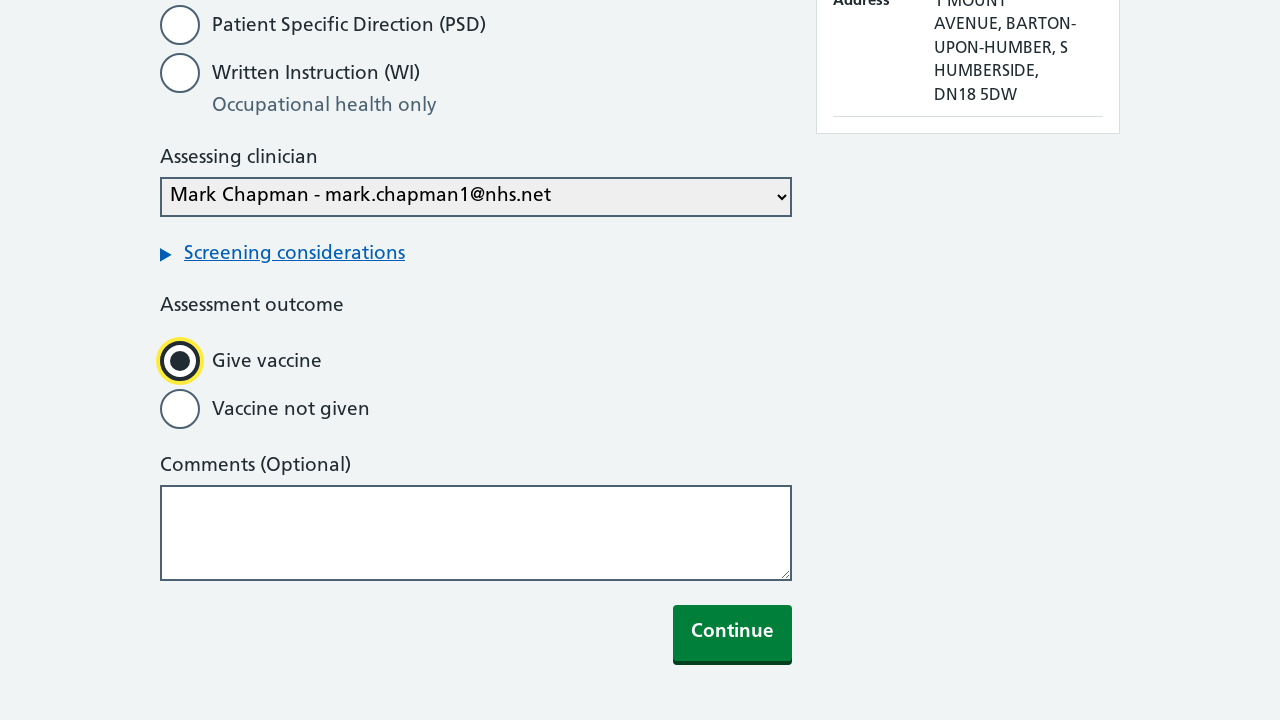 Patient Specific Direction (PSD)
Written Instruction (WI)
Occupational health only
Assessing clinician
Mark Chapman - mark.chapman1@nhs.net
Screening considerations
Assessment outcome
Give vaccine
Vaccine not given
Comments (Optional)
Continue
Address
1 MOUNT
AVENUE, BARTON-
UPON-HUMBER, S
HUMBERSIDE,
DN18 5DW